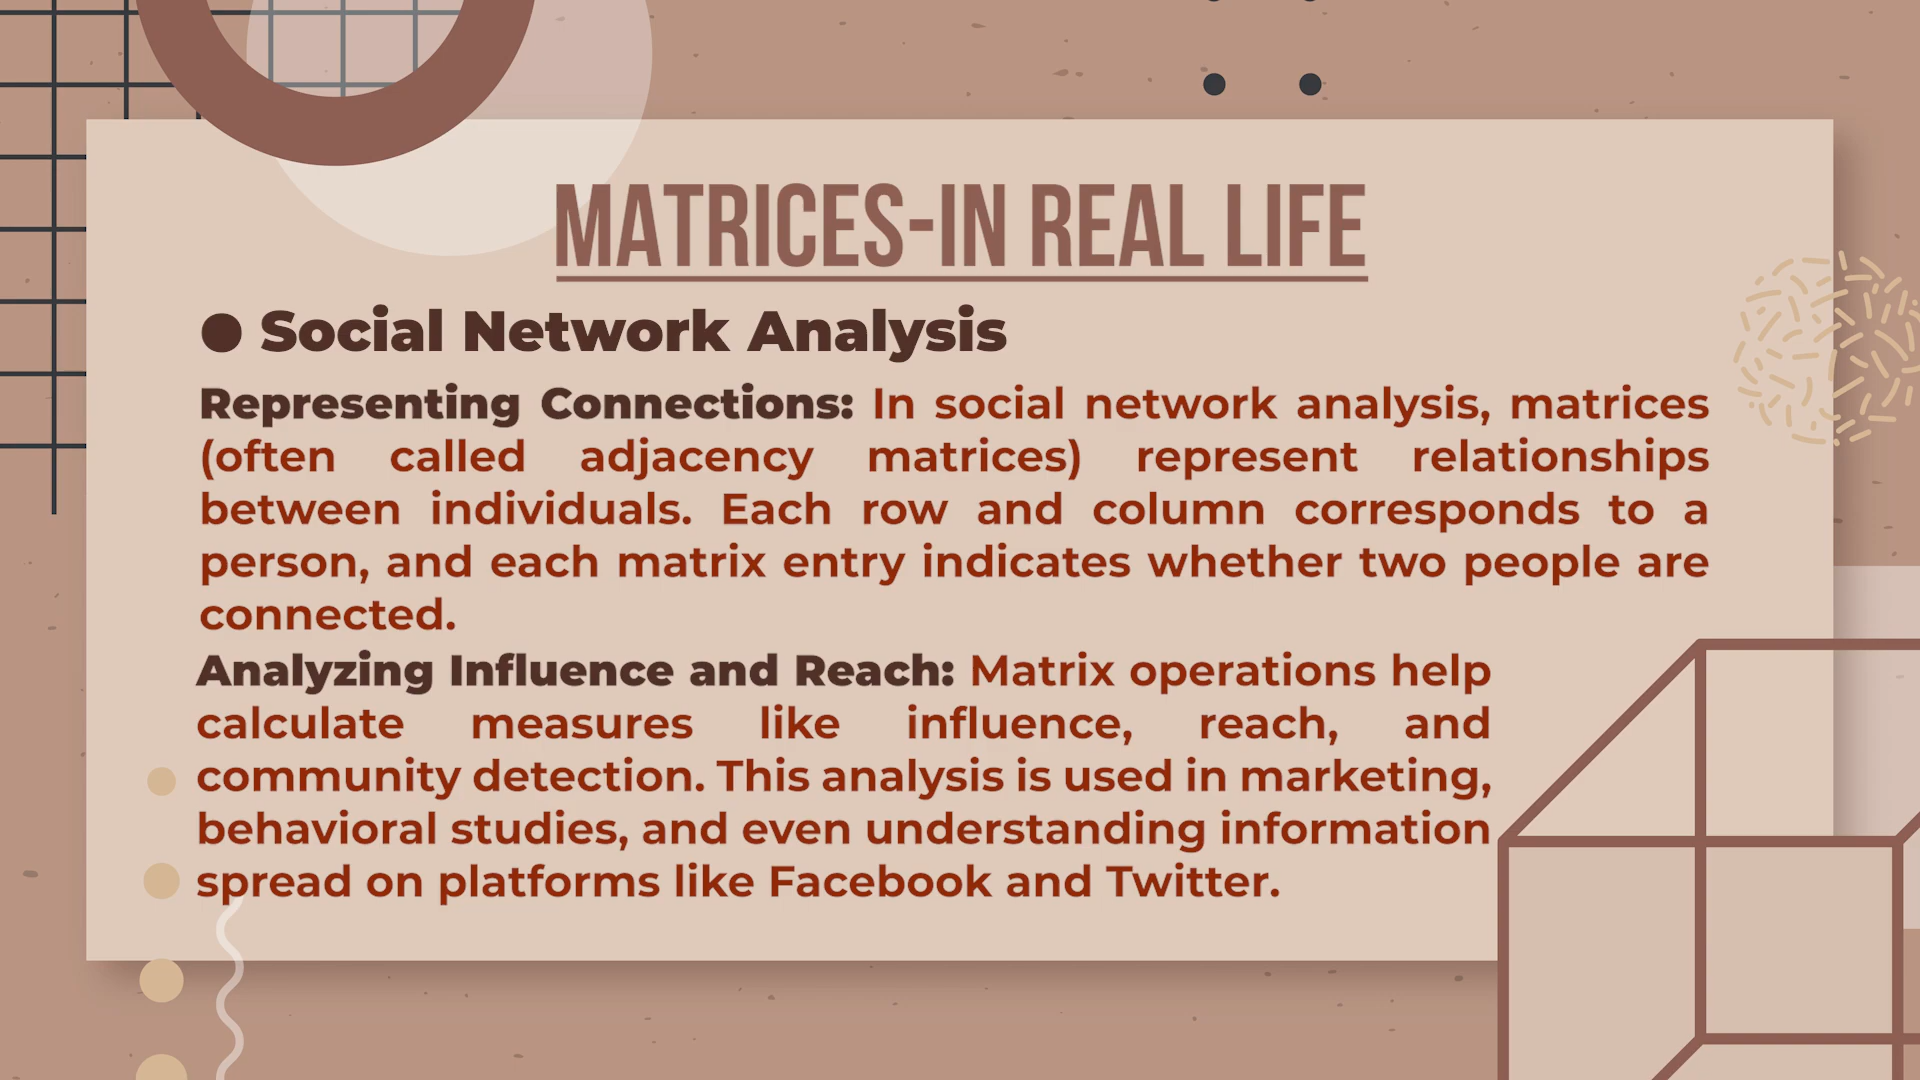 MATRICES-IN REAL LIFE
● Social Network Analysis
Representing Connections: In social network analysis, matrices
(often called adjacency matrices) represent relationships
between individuals. Each row and column corresponds to a
person, and each matrix entry indicates whether two people are
connected.
Analyzing Influence and Reach: Matrix operations help
calculate measures like influence, reach, and
community detection. This analysis is used in marketing,
behavioral studies, and even understanding information
spread on platforms like Facebook and Twitter.